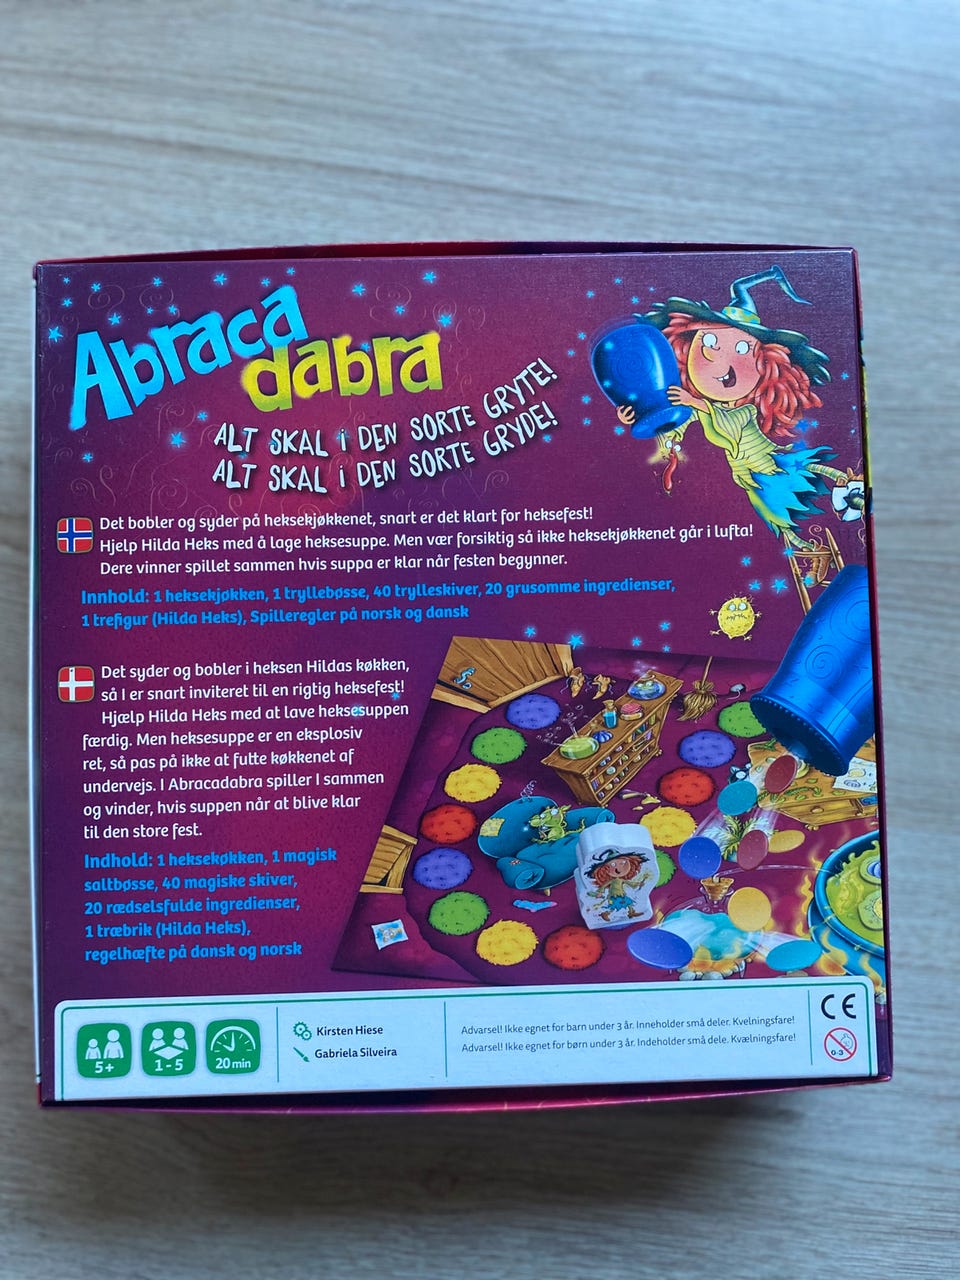 Abraca
dabra
ALT SKAL I DEN SORTE GRYTE!
ALT SKAL I DEN SORTE GRYDE!
Det bobler og syder på heksekjøkkenet, snart er det klart for heksefest!
Hjelp Hilda Heks med å lage heksesuppe. Men vær forsiktig så ikke heksekjøkkenet går i lufta!
Dere vinner spillet sammen hvis suppa er klar når festen begynner.
Innhold: 1 heksekjøkken, 1 tryllebøsse, 40 trylleskiver, 20 grusomme ingredienser,
1 trefigur (Hilda Heks), Spilleregler på norsk og dansk
Det syder og bobler i heksen Hildas køkken,
så I er snart inviteret til en rigtig heksefest!
Hjælp Hilda Heks med at lave heksesuppen
færdig. Men heksesuppe er en eksplosiv
ret, så pas på ikke at futte køkkenet af
undervejs. I Abracadabra spiller I sammen
og vinder, hvis suppen når at blive klar
til den store fest.
Indhold: 1 heksekøkken, 1 magisk
saltbøsse, 40 magiske skiver,
20 rædselsfulde ingredienser,
1 træbrik (Hilda Heks),
regelhæfte på dansk og norsk
5+
1-5
20 min
Kirsten Hiese
Gabriela Silveira
Advarsel! Ikke egnet for barn under 3 år. Inneholder små deler. Kvelningsfare!
Advarsel! Ikke egnet for børn under 3 år. Indeholder små dele. Kvælningsfare!
CE
0-3